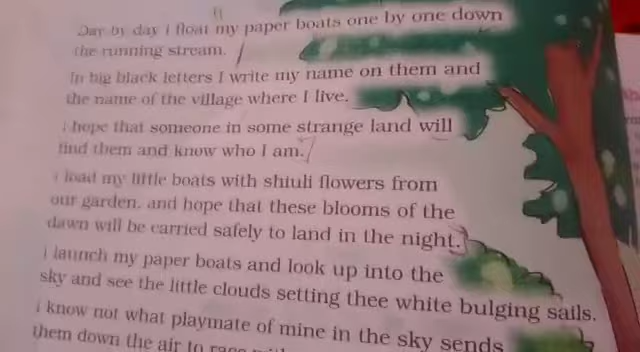 Day by day I float my paper boats one by one down
the running stream.
In big black letters I write my name on them and
the name of the village where I live.
I hope that someone in some strange land will
find them and know who I am.
I load my little boats with shiuli flowers from
our garden, and hope that these blooms of the
dawn will be carried safely to land in the night.
I launch my paper boats and look up into the
sky and see the little clouds setting thee white bulging sails.
I know not what playmate of mine in the sky sends
them down the air to race